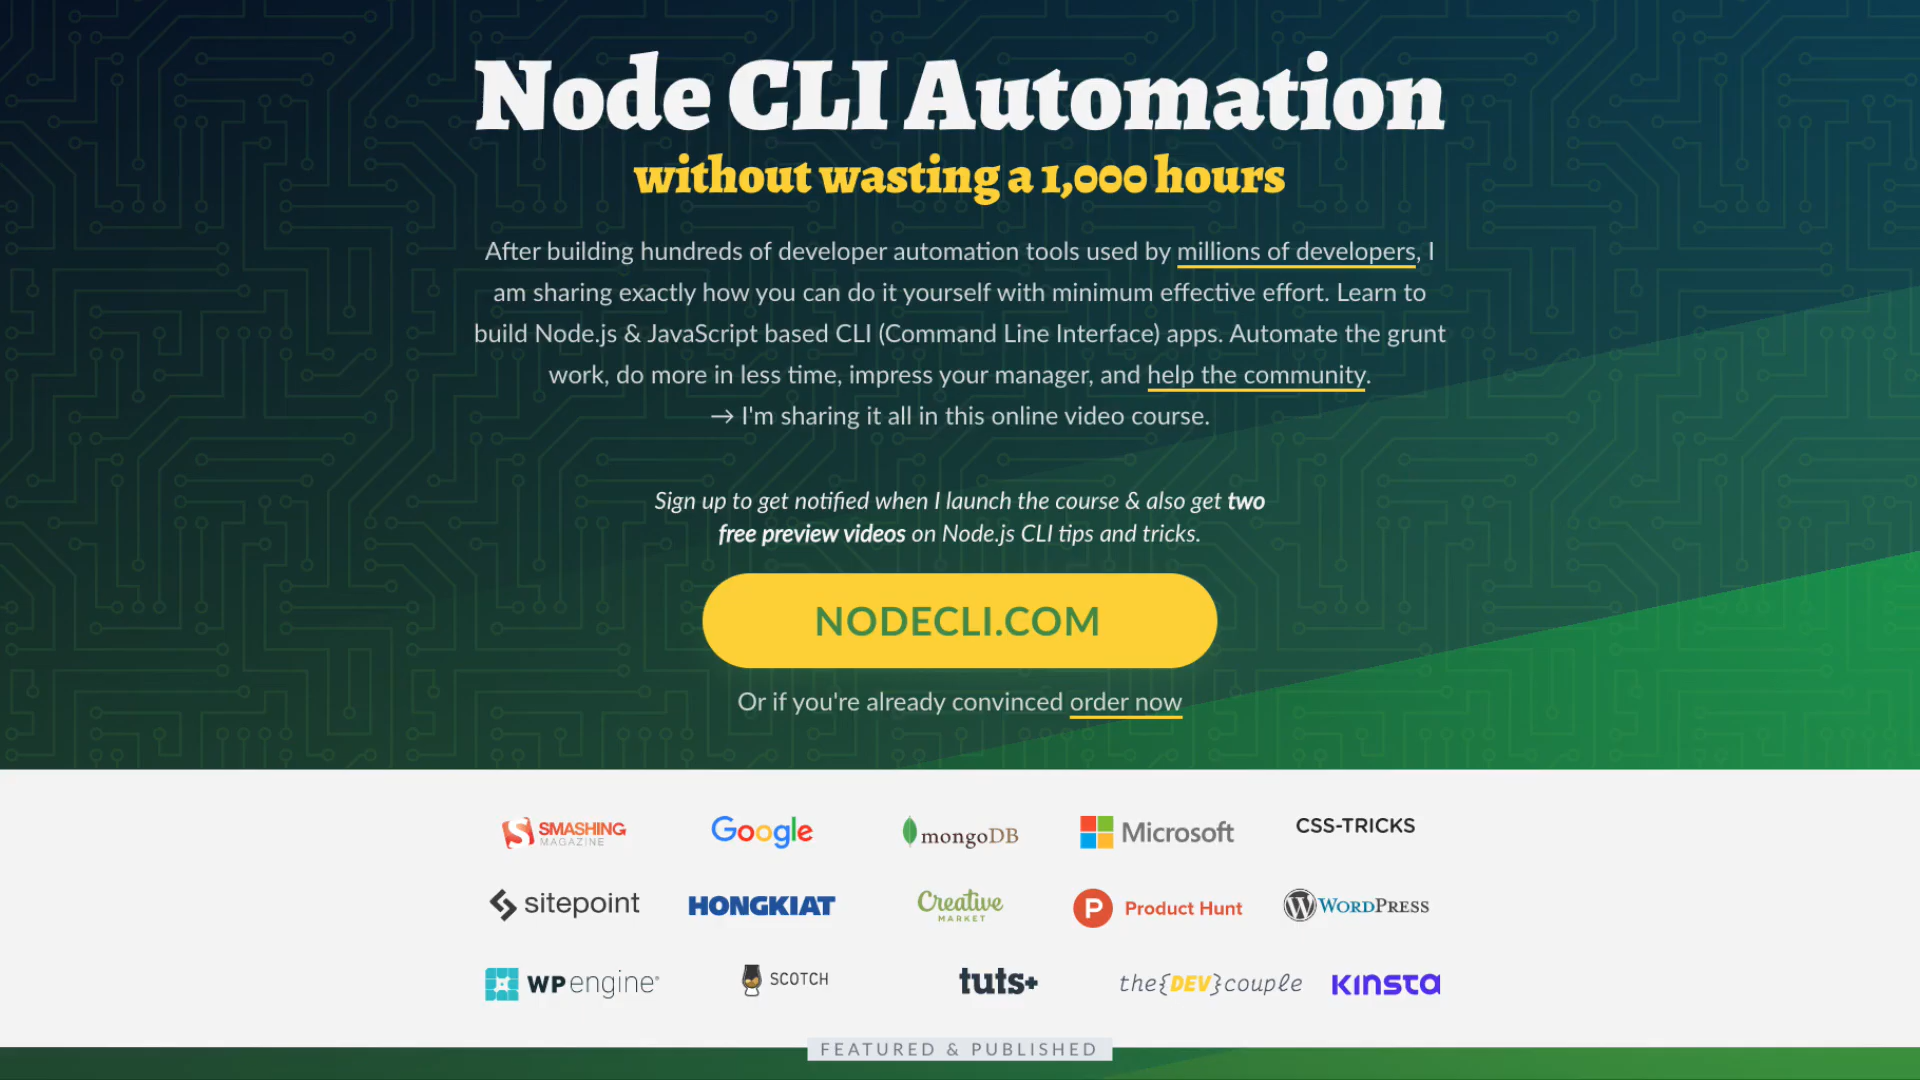 Node CLI Automation
without wasting a 1,000 hours
After building hundreds of developer automation tools used by millions of developers, I
am sharing exactly how you can do it yourself with minimum effective effort. Learn to
build Node.js & JavaScript based CLI (Command Line Interface) apps. Automate the grunt
work, do more in less time, impress your manager, and help the community.
→ I'm sharing it all in this online video course.
Sign up to get notified when I launch the course & also get two
free preview videos on Node.js CLI tips and tricks.
NODECLI.COM
Or if you're already convinced order now
SMASHING
MAGAZINE
Google
mongoDB
Microsoft
CSS-TRICKS
sitepoint
HONGKIAT
Creative
MARKET
P Product Hunt
WORDPRESS
WP engine®
SCOTCH
tuts+
the{DEV}couple
KINSTA
FEATURED & PUBLISHED